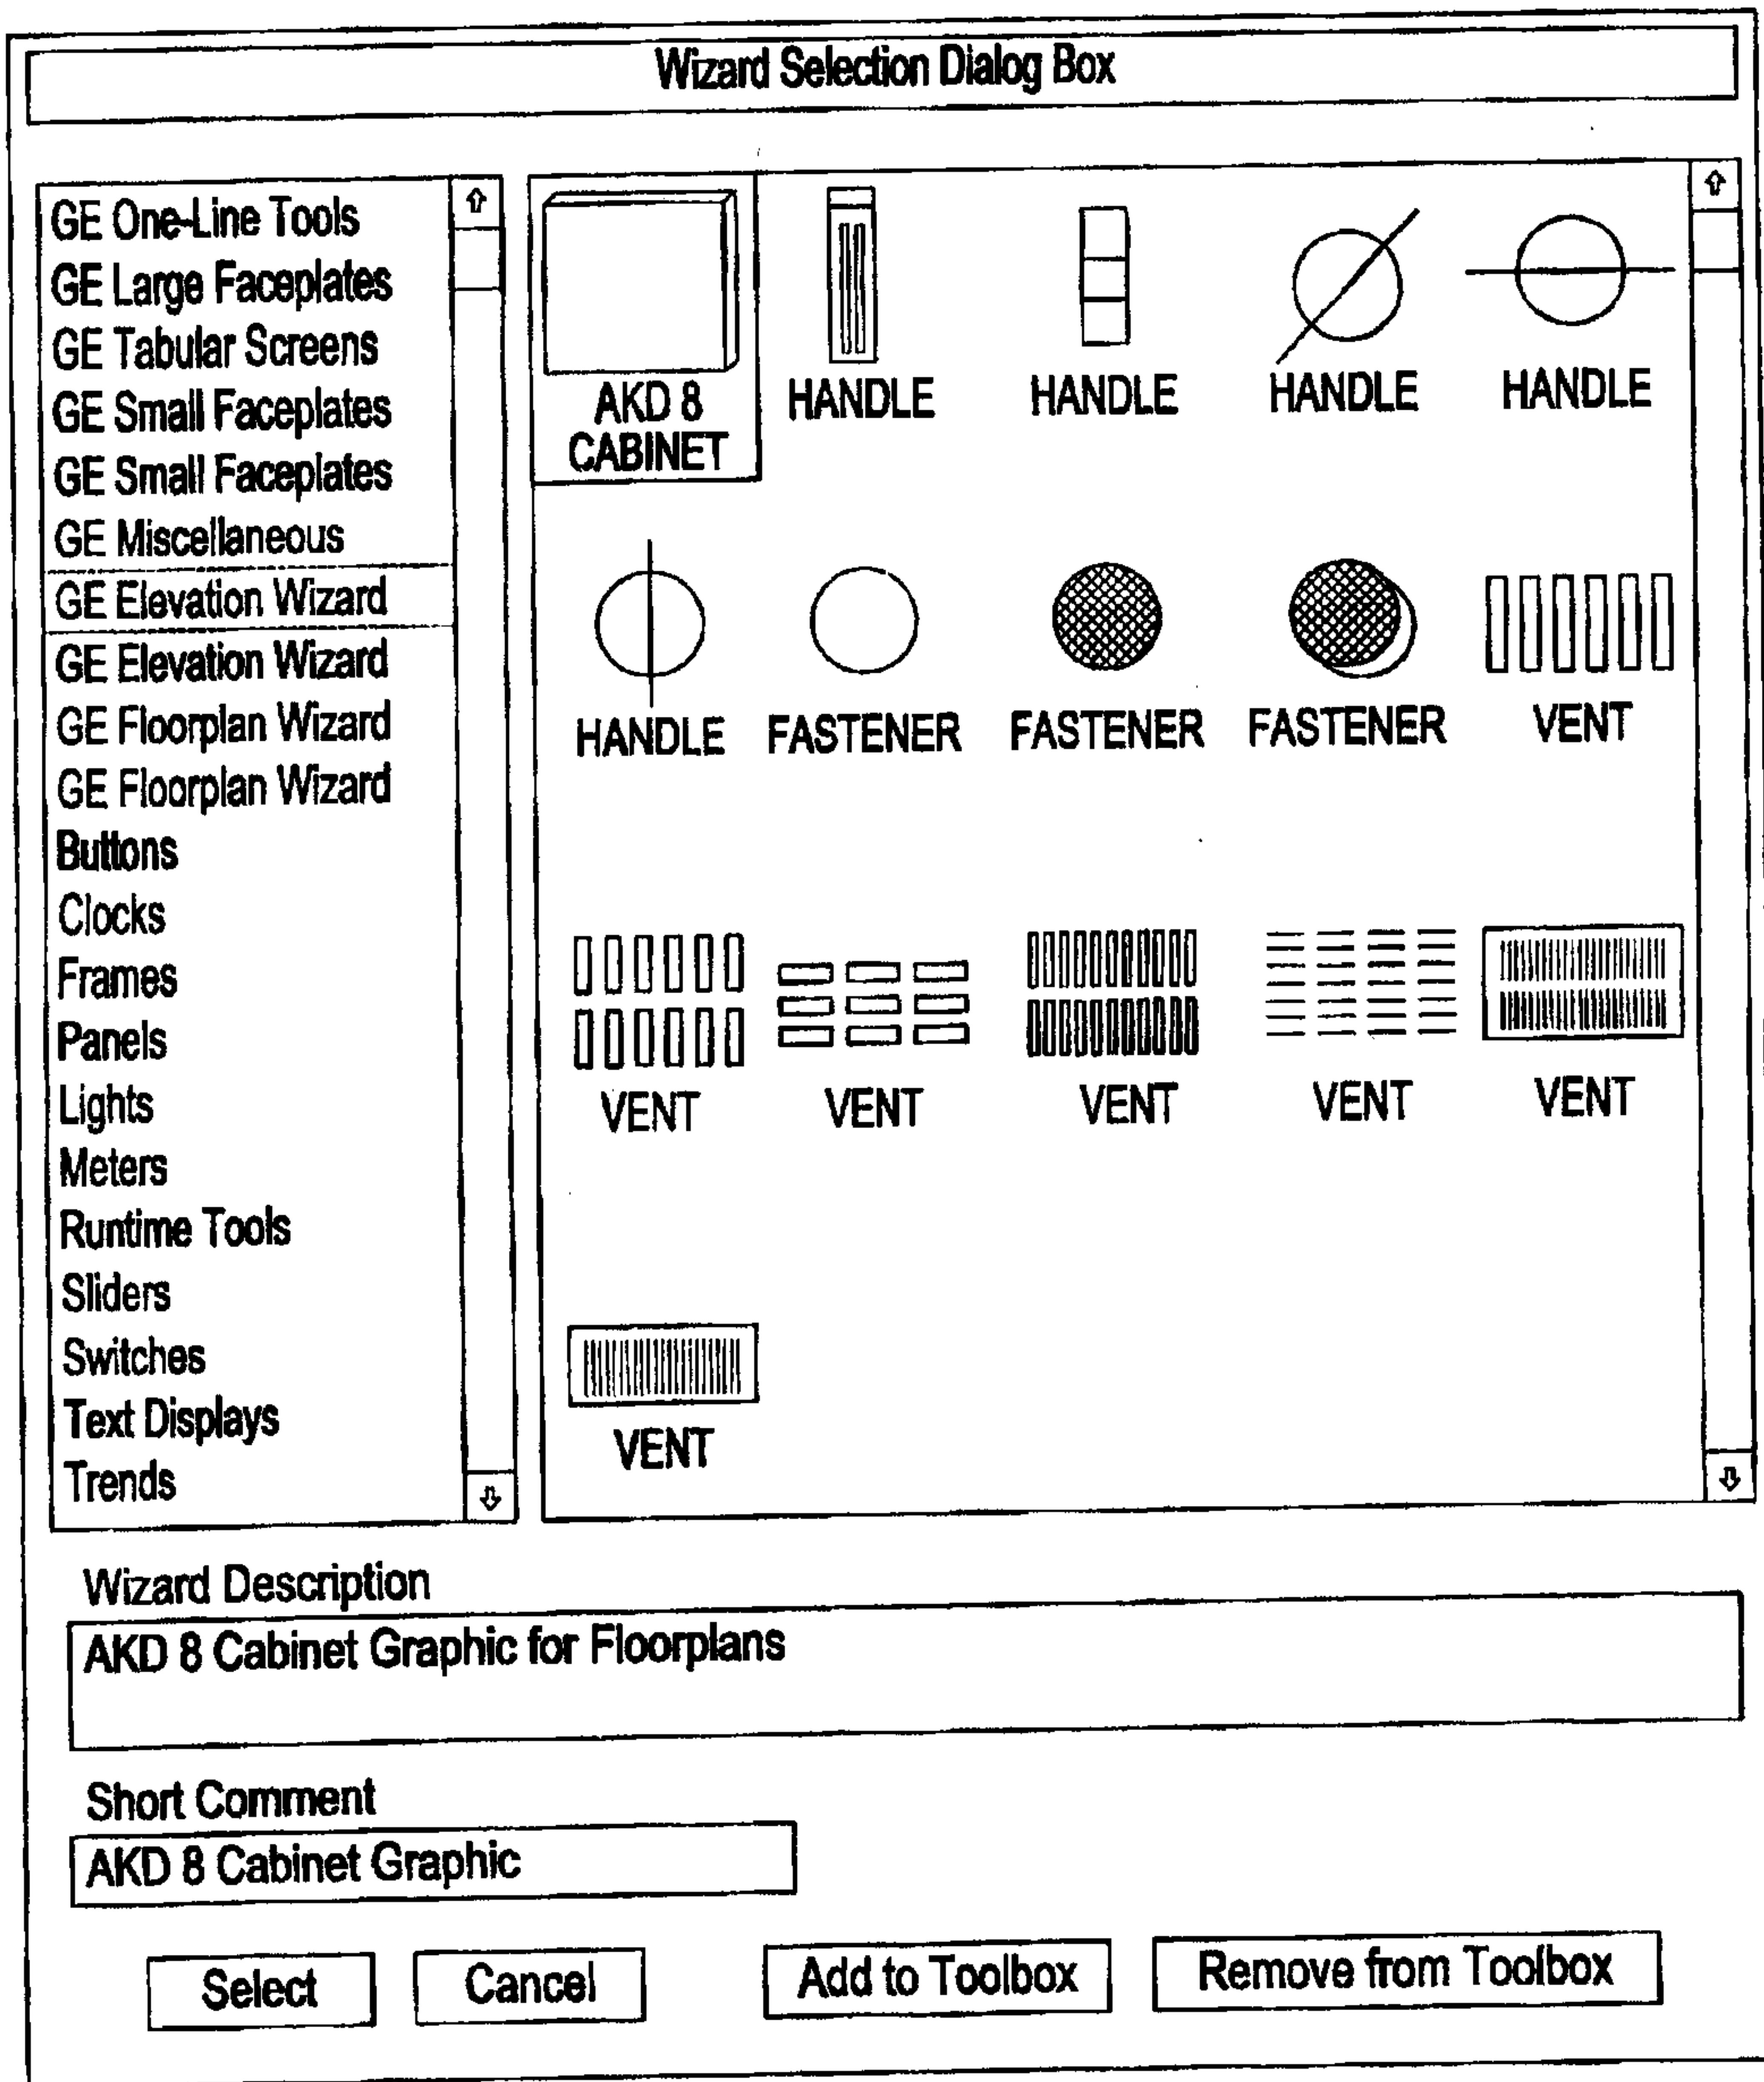 Wizard Selection Dialog Box
GE One-Line Tools
GE Large Faceplates
GE Tabular Screens
GE Small Faceplates
GE Small Faceplates
GE Miscellaneous
GE Elevation Wizard
GE Elevation Wizard
GE Floorplan Wizard
GE Floorplan Wizard
Buttons
Clocks
Frames
Panels
Lights
Meters
Runtime Tools
Sliders
Switches
Text Displays
Trends
AKD 8
CABINET
HANDLE
HANDLE
HANDLE
HANDLE
HANDLE
FASTENER
FASTENER
FASTENER
VENT
VENT
VENT
VENT
VENT
VENT
VENT
Wizard Description
AKD 8 Cabinet Graphic for Floorplans
Short Comment
AKD 8 Cabinet Graphic
Select
Cancel
Add to Toolbox
Remove from Toolbox